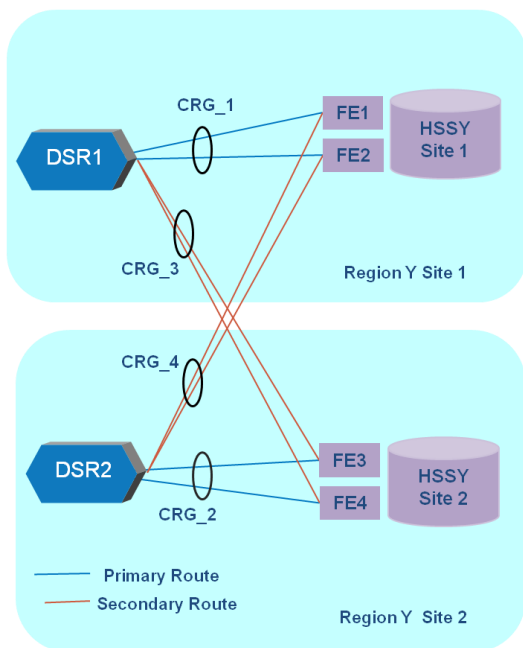 CRG_1
FE1
HSSY
Site 1
DSR1
FE2
CRG_3
Region Y Site 1
CRG_4
DSR2
FE3
HSSY
Site 2
FE4
CRG_2
Primary Route
Secondary Route
Region Y Site 2